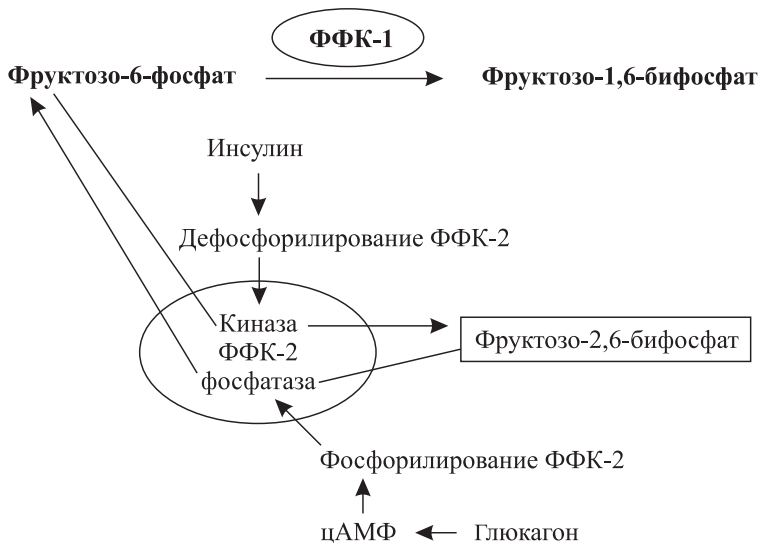 ФФК-1
Фруктозо-6-фосфат
Фруктозо-1,6-бифосфат
Инсулин
Дефосфорилирование ФФК-2
Киназа
ФФК-2
фосфатаза
Фруктозо-2,6-бифосфат
Фосфорилирование ФФК-2
цАМФ
Глюкагон